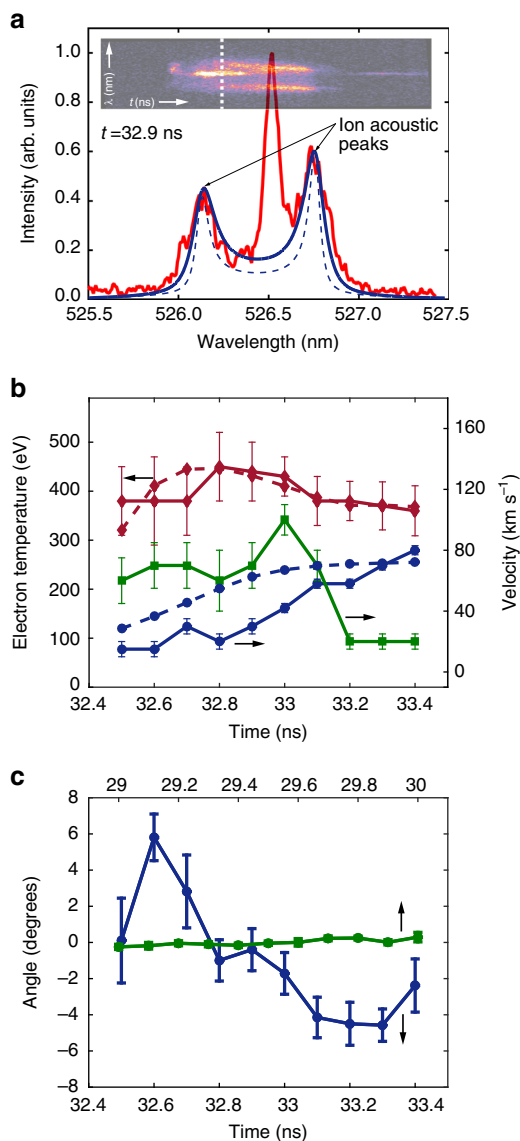 a
Intensity (arb. units)
1.0
0.8
0.6
0.4
0.2
0.0
λ (nm)
t (ns)
t =32.9 ns
Ion acoustic
peaks
525.5 526.0 526.5 527.0 527.5
Wavelength (nm)
b
Electron temperature (eV)
500
400
300
200
100
0
160
120
80
40
0
Velocity (km s⁻¹)
32.4 32.6 32.8 33 33.2 33.4
Time (ns)
c
29 29.2 29.4 29.6 29.8 30
Angle (degrees)
8
6
4
2
0
−2
−4
−6
−8
32.4 32.6 32.8 33 33.2 33.4
Time (ns)